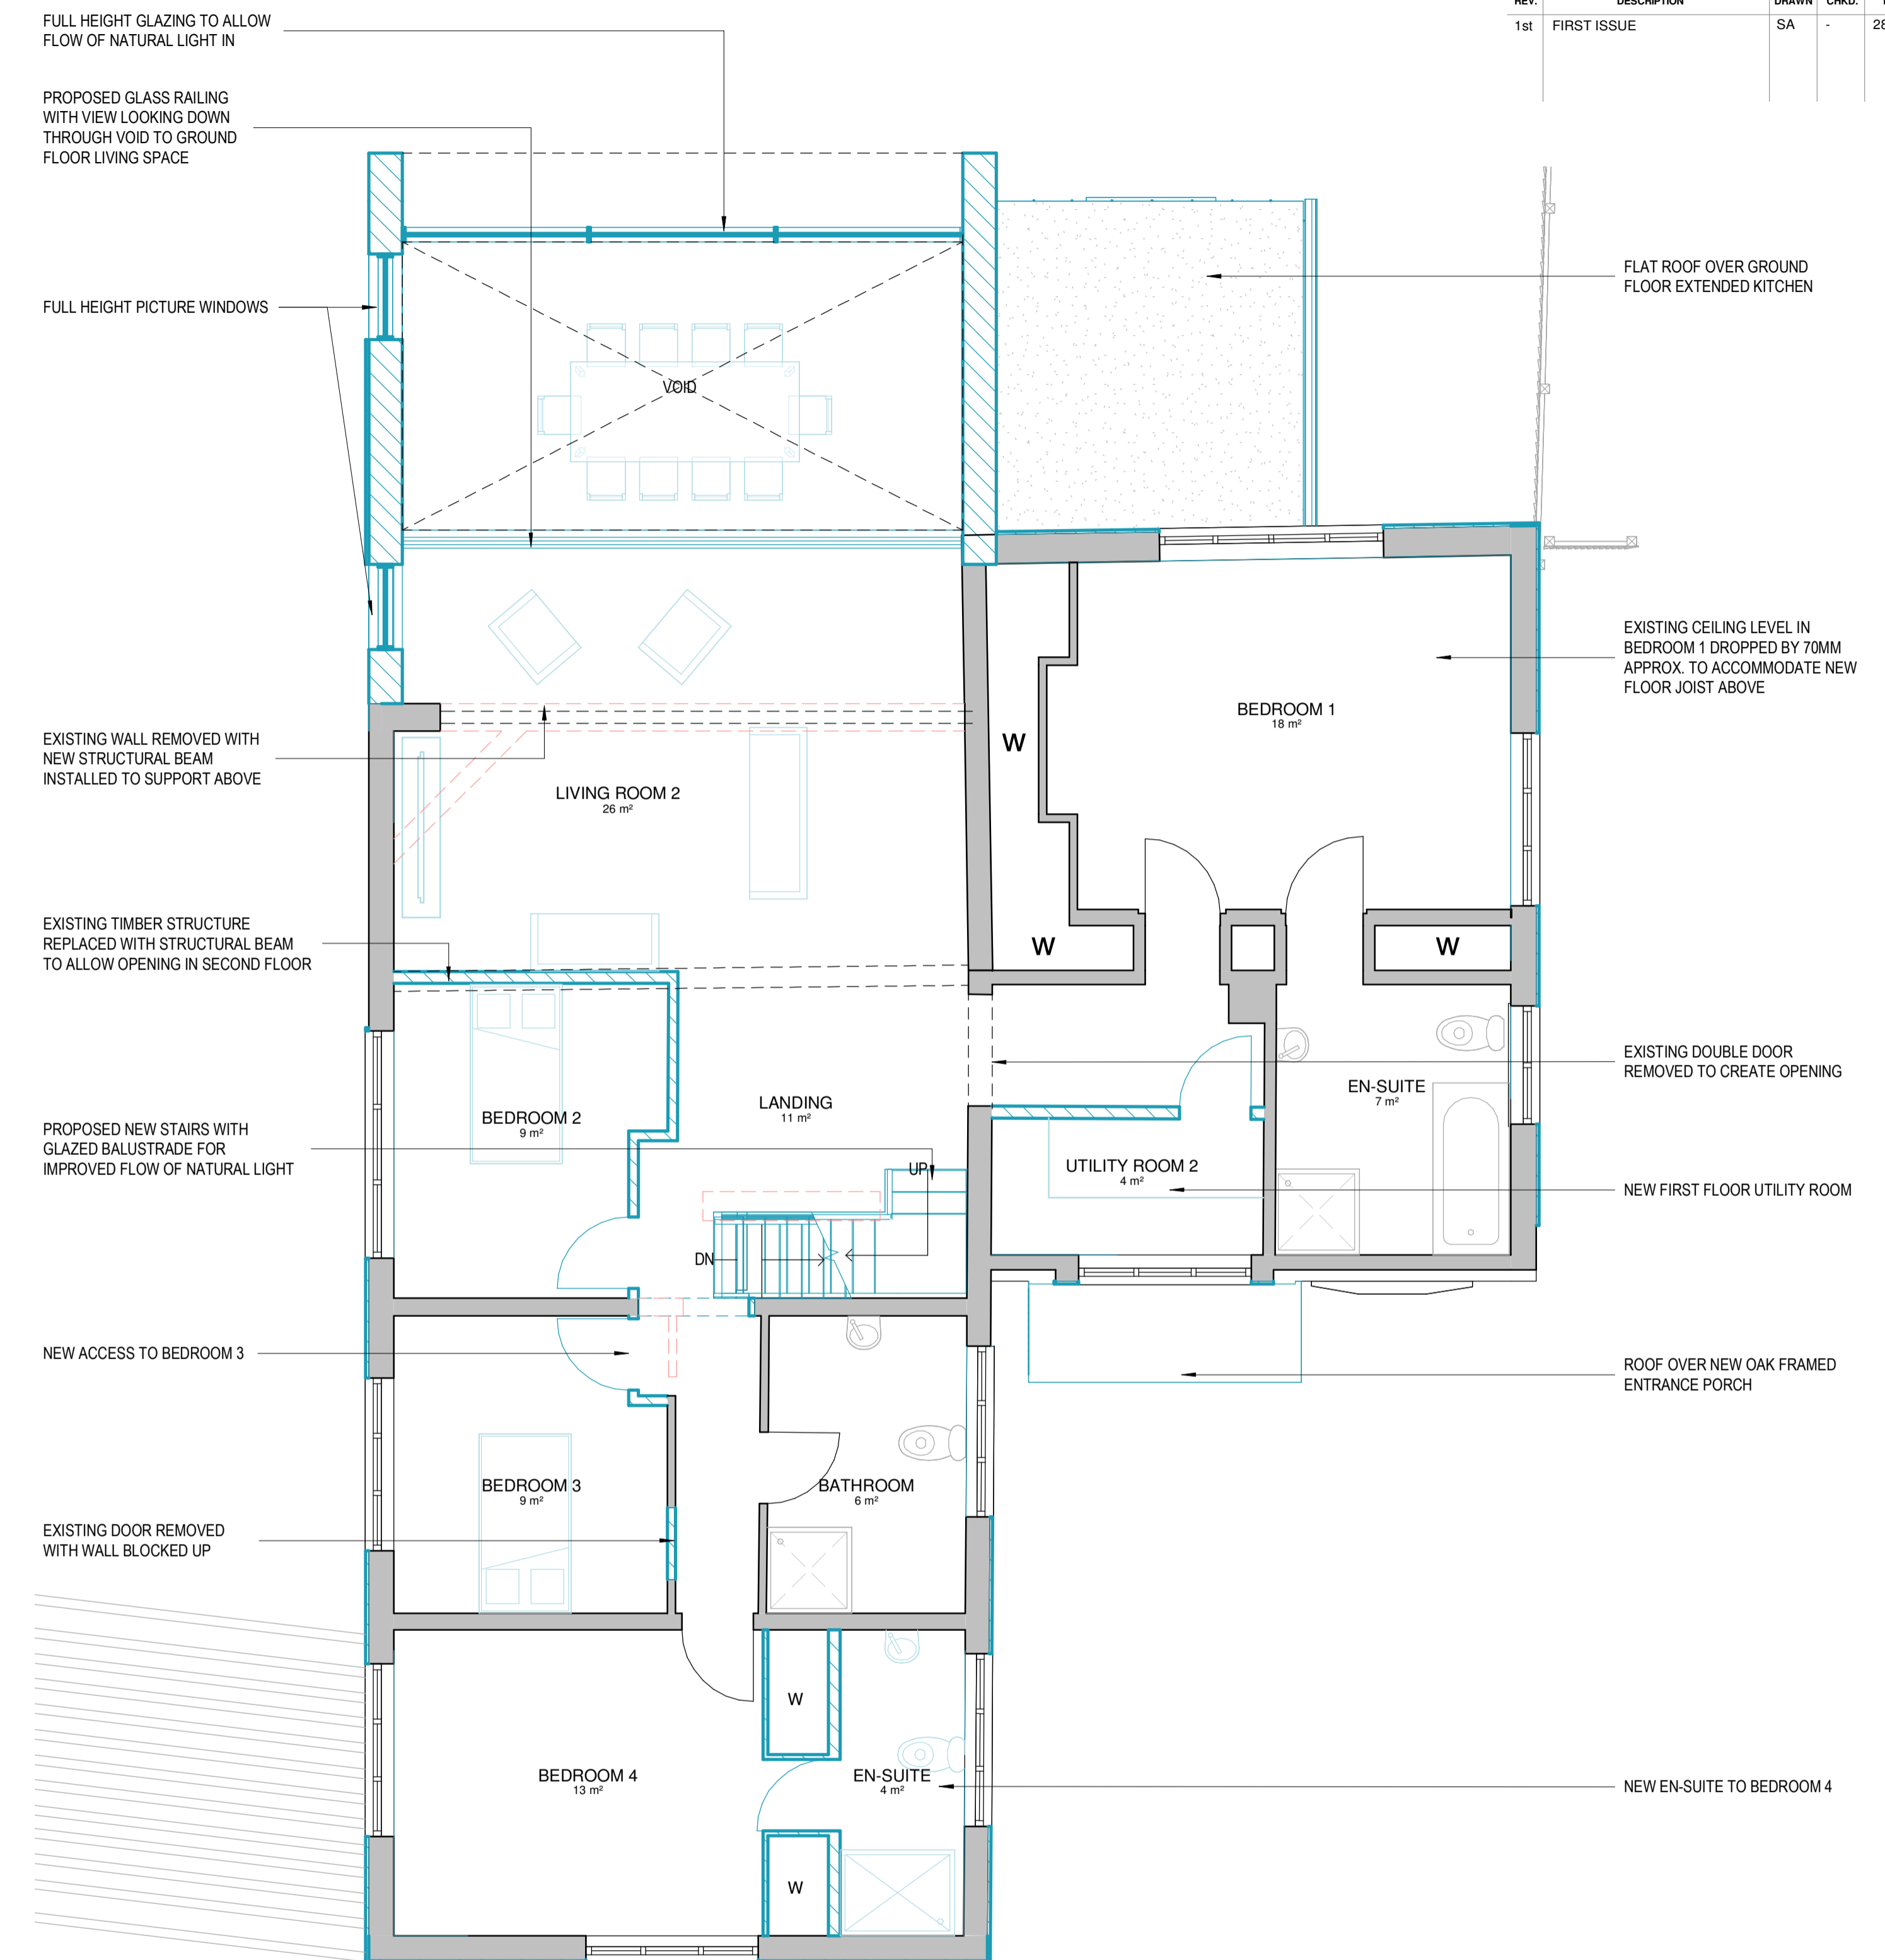 REV.
DESCRIPTION
DRAWN
CHKD.
1st
FIRST ISSUE
SA
-
28
FULL HEIGHT GLAZING TO ALLOW
FLOW OF NATURAL LIGHT IN
PROPOSED GLASS RAILING
WITH VIEW LOOKING DOWN
THROUGH VOID TO GROUND
FLOOR LIVING SPACE
FLAT ROOF OVER GROUND
FLOOR EXTENDED KITCHEN
FULL HEIGHT PICTURE WINDOWS
VOID
EXISTING CEILING LEVEL IN
BEDROOM 1 DROPPED BY 70MM
APPROX. TO ACCOMMODATE NEW
FLOOR JOIST ABOVE
BEDROOM 1
18 m²
W
EXISTING WALL REMOVED WITH
NEW STRUCTURAL BEAM
INSTALLED TO SUPPORT ABOVE
LIVING ROOM 2
26 m²
EXISTING TIMBER STRUCTURE
REPLACED WITH STRUCTURAL BEAM
TO ALLOW OPENING IN SECOND FLOOR
W
W
EXISTING DOUBLE DOOR
REMOVED TO CREATE OPENING
EN-SUITE
7 m²
LANDING
11 m²
BEDROOM 2
9 m²
PROPOSED NEW STAIRS WITH
GLAZED BALUSTRADE FOR
IMPROVED FLOW OF NATURAL LIGHT
UP
UTILITY ROOM 2
4 m²
NEW FIRST FLOOR UTILITY ROOM
DN
NEW ACCESS TO BEDROOM 3
ROOF OVER NEW OAK FRAMED
ENTRANCE PORCH
BEDROOM 3
9 m²
BATHROOM
6 m²
EXISTING DOOR REMOVED
WITH WALL BLOCKED UP
W
BEDROOM 4
13 m²
EN-SUITE
4 m²
NEW EN-SUITE TO BEDROOM 4
W